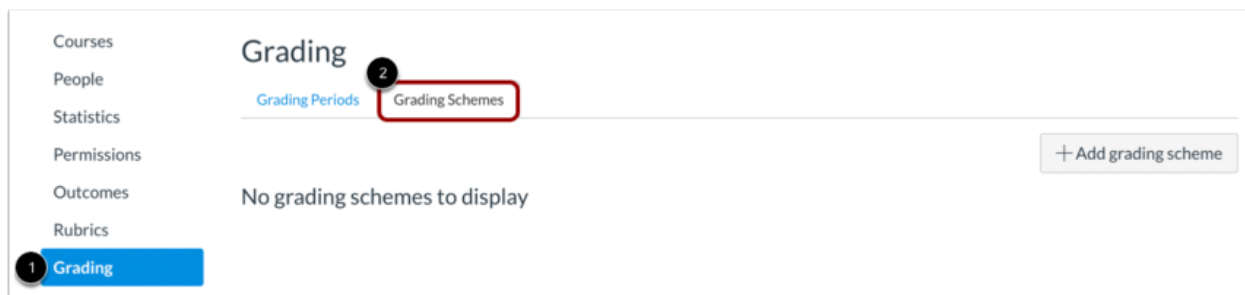 Courses
People
Statistics
Permissions
Outcomes
Rubrics
1 Grading
Grading
2
Grading Periods Grading Schemes
+ Add grading scheme
No grading schemes to display